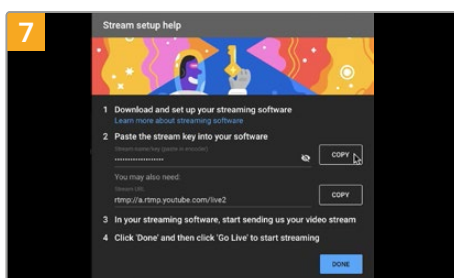 7
Stream setup help
1 Download and set up your streaming software
Learn more about streaming software
2 Paste the stream key into your software
Stream name/key (paste in encoder)
COPY
You may also need:
Stream URL
rtmp://a.rtmp.youtube.com/live2
COPY
3 In your streaming software, start sending us your video stream
4 Click 'Done' and then click 'Go Live' to start streaming
DONE